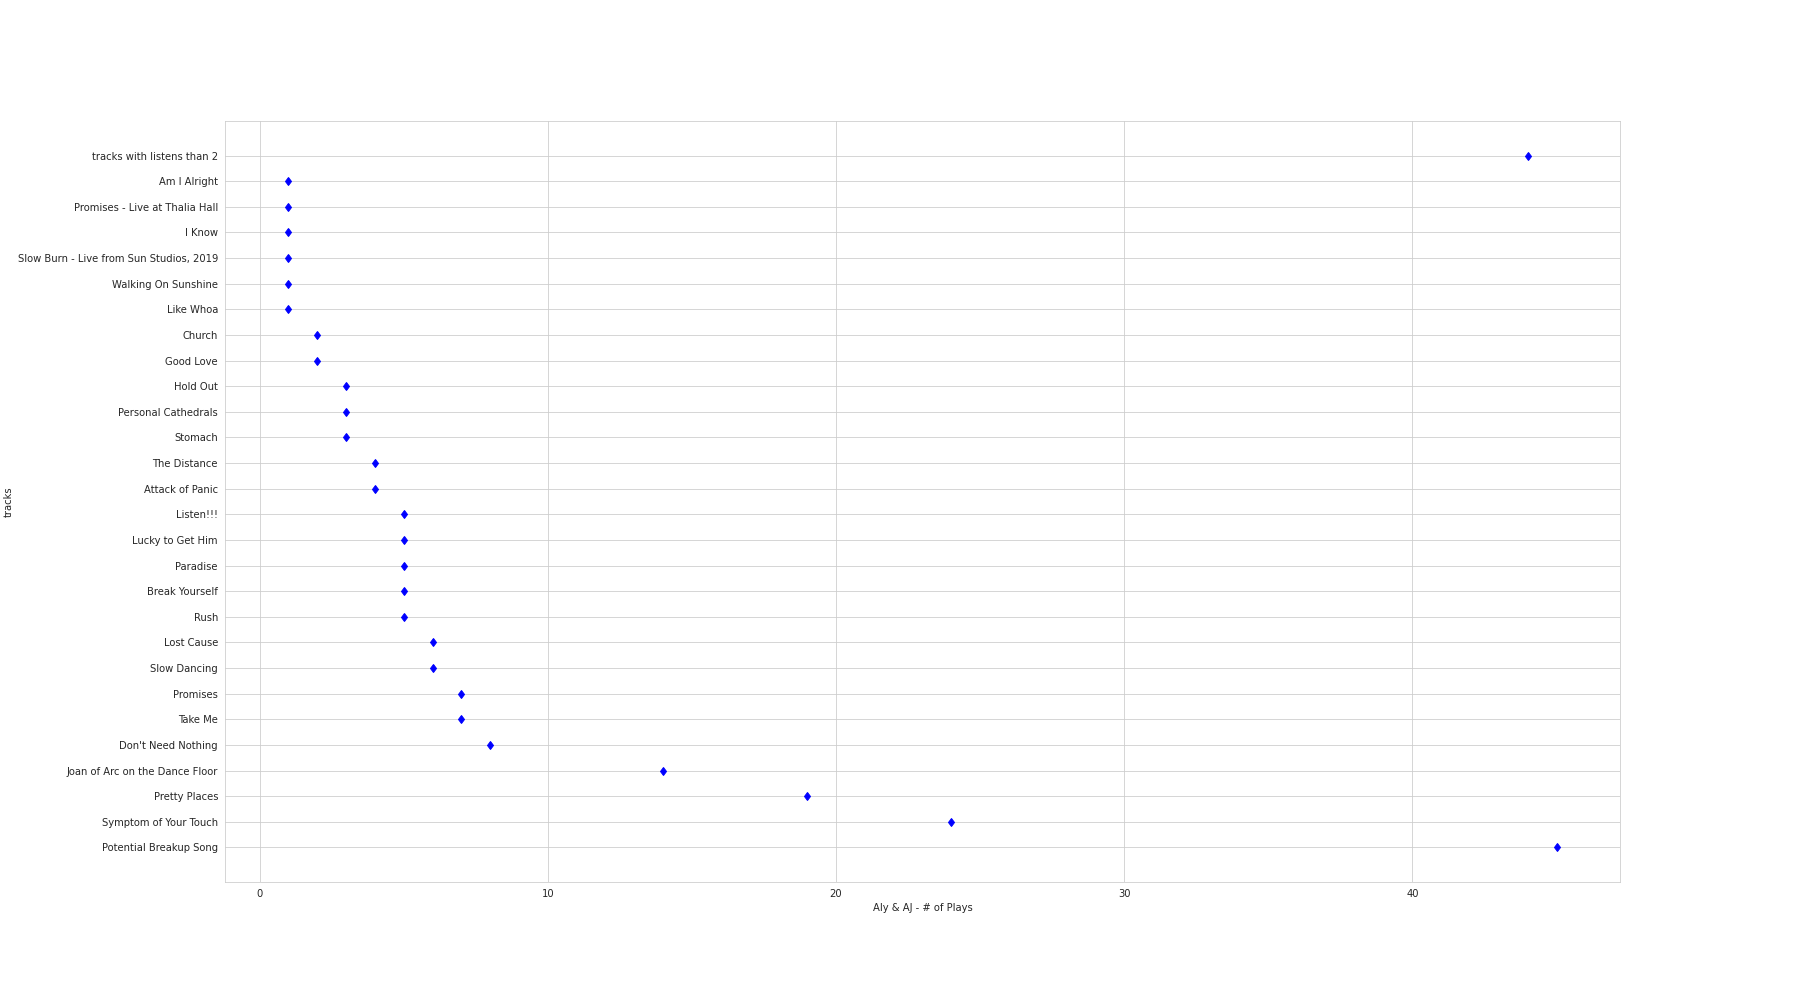 tracks with listens than 2
Am I Alright
Promises - Live at Thalia Hall
I Know
Slow Burn - Live from Sun Studios, 2019
Walking On Sunshine
Like Whoa
Church
Good Love
Hold Out
Personal Cathedrals
Stomach
The Distance
Attack of Panic
tracks
Listen!!!
Lucky to Get Him
Paradise
Break Yourself
Rush
Lost Cause
Slow Dancing
Promises
Take Me
Don't Need Nothing
Joan of Arc on the Dance Floor
Pretty Places
Symptom of Your Touch
Potential Breakup Song
0 10 20 30 40
Aly & AJ - # of Plays